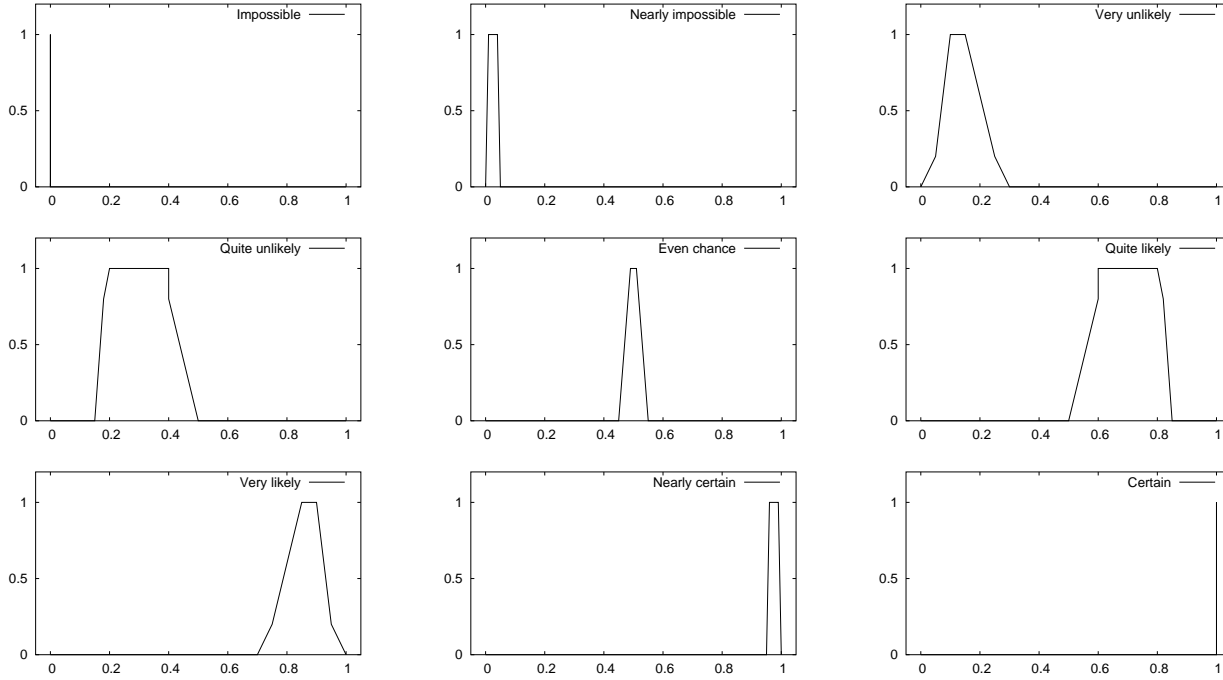 Impossible Nearly impossible Very unlikely
1 1 1
0.5 0.5 0.5
0 0 0
0 0.2 0.4 0.6 0.8 1 0 0.2 0.4 0.6 0.8 1 0 0.2 0.4 0.6 0.8 1
Quite unlikely Even chance Quite likely
1 1 1
0.5 0.5 0.5
0 0 0
0 0.2 0.4 0.6 0.8 1 0 0.2 0.4 0.6 0.8 1 0 0.2 0.4 0.6 0.8 1
Very likely Nearly certain Certain
1 1 1
0.5 0.5 0.5
0 0 0
0 0.2 0.4 0.6 0.8 1 0 0.2 0.4 0.6 0.8 1 0 0.2 0.4 0.6 0.8 1